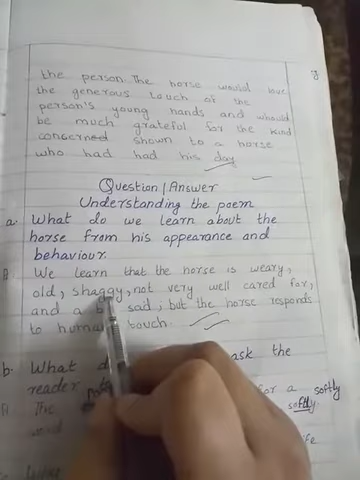 the person. The horse would love
the generous touch of the
person's young hands and whould
be much grateful for the kind
concerned shown to a horse
who had had his day
Question/Answer
Understanding the poem
a. What do we learn about the
horse from his appearance and
behaviour.
A We learn that the horse is weary,
old, shaggy, not very well cared for,
and a sad; but the horse responds
to human touch.
b. What ask the
reader
A The for a softly
softly.